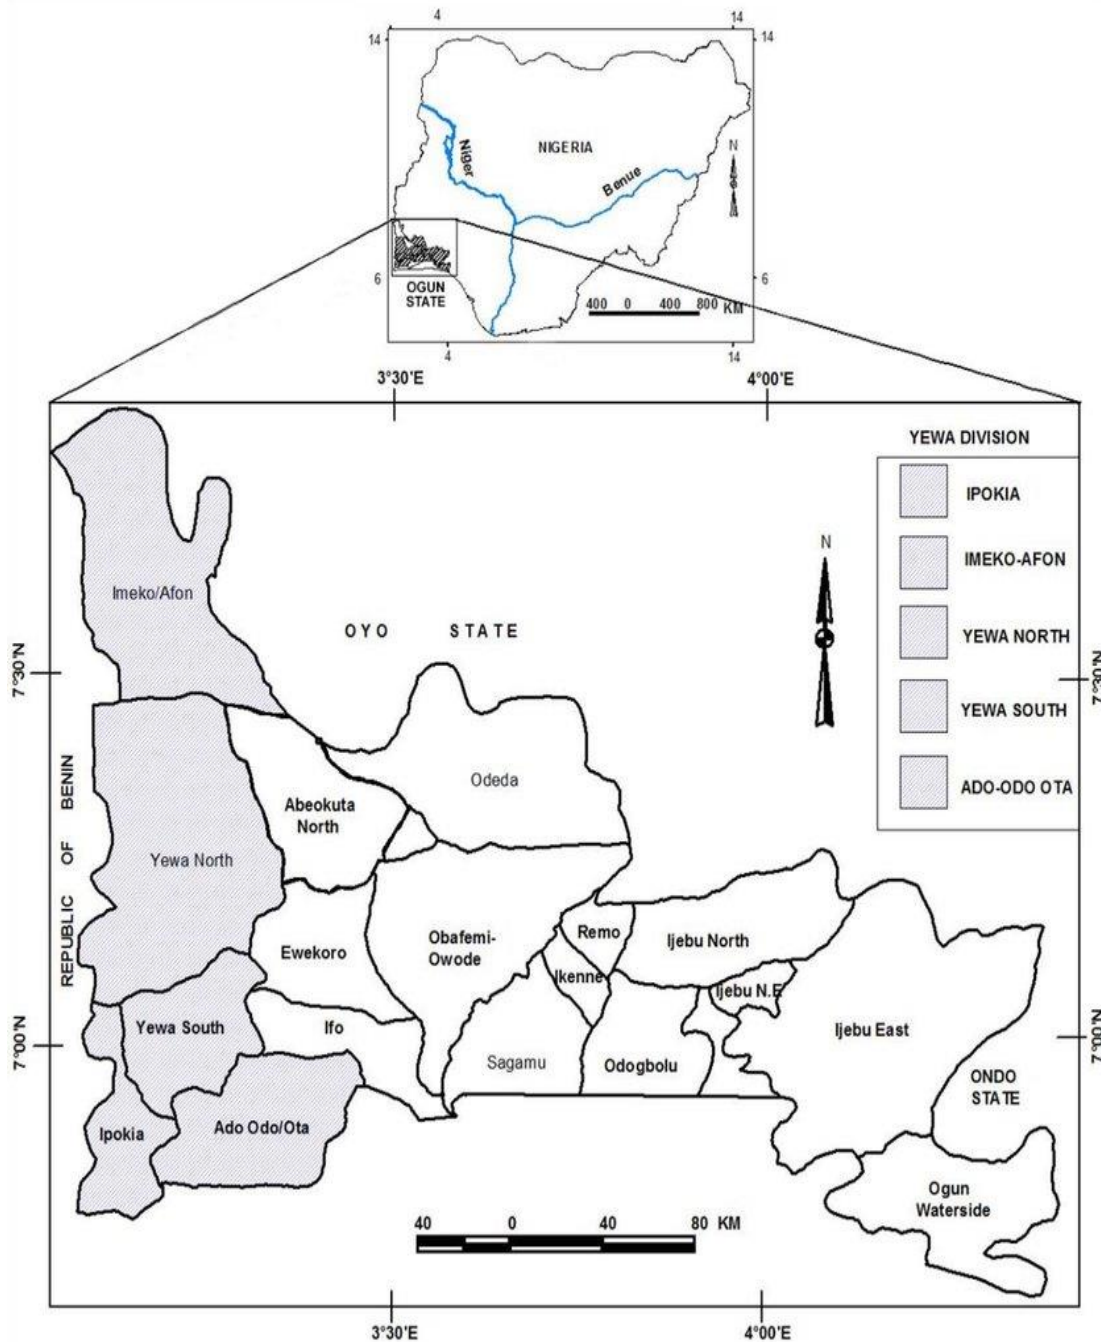 4
14
14
14
NIGERIA
Niger
Benue
N
6
6
OGUN
STATE
400 0 400 800 KM
4
14
3°30'E
4°00'E
YEWA DIVISION
IPOKIA
IMEKO-AFON
YEWA NORTH
YEWA SOUTH
ADO-ODO OTA
N
Imeko/Afon
OYO STATE
7°30'N
7°30'N
Odeda
Abeokuta
North
REPUBLIC OF BENIN
Yewa North
Remo
Ijebu North
Obafemi-
Owode
Ewekoro
Ikenne
Ijebu N.E
Yewa South
Ifo
Ijebu East
7°00'N
7°00'N
Sagamu
Odogbolu
ONDO
STATE
Ipokia
Ado Odo/Ota
Ogun
Waterside
40 0 40 80 KM
3°30'E
4°00'E